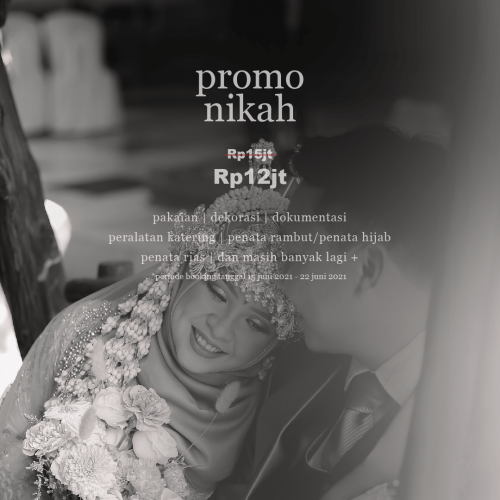 promo
nikah
Rp15jt
Rp12jt
pakaian | dekorasi | dokumentasi
peralatan katering | penata rambut/penata hijab
penata rias | dan masih banyak lagi +
*periode booking tanggal 15 juni 2021 - 22 juni 2021